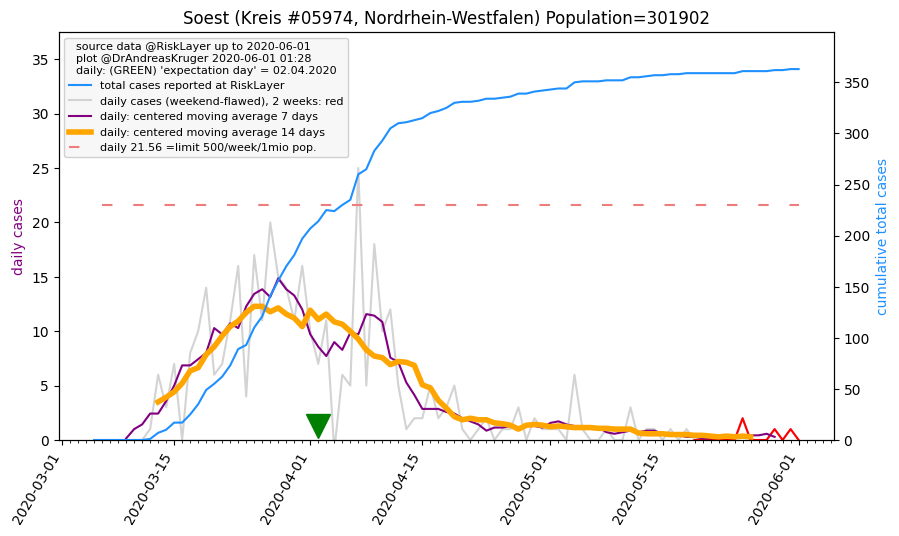 Soest (Kreis #05974, Nordrhein-Westfalen) Population=301902
source data @RiskLayer up to 2020-06-01
plot @DrAndreasKruger 2020-06-01 01:28
daily: (GREEN) 'expectation day' = 02.04.2020
total cases reported at RiskLayer
daily cases (weekend-flawed), 2 weeks: red
daily: centered moving average 7 days
daily: centered moving average 14 days
daily 21.56 =limit 500/week/1mio pop.
daily cases
35
30
25
20
15
10
5
0
cumulative total cases
350
300
250
200
150
100
50
0
2020-03-01
2020-03-15
2020-04-01
2020-04-15
2020-05-01
2020-05-15
2020-06-01